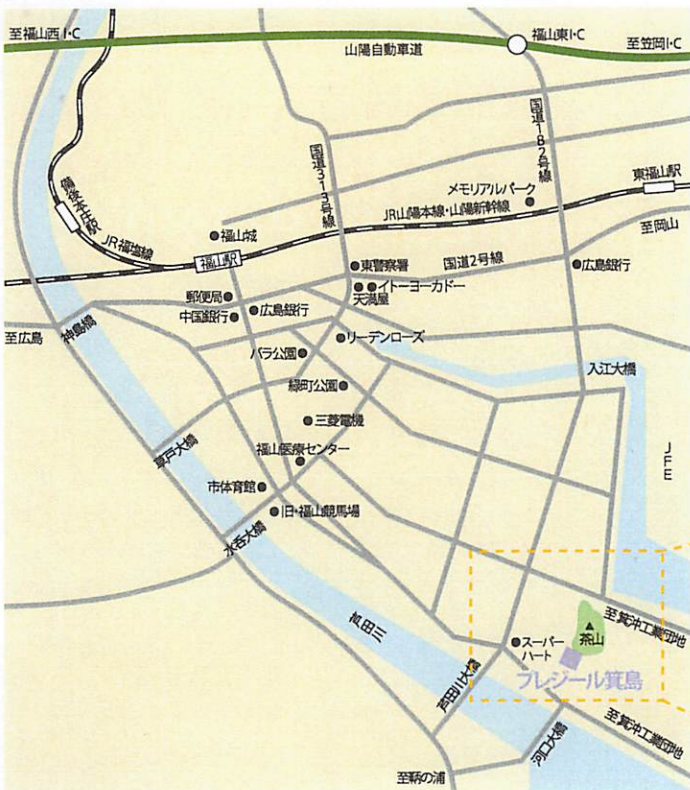 至福山西I・C
福山東I・C
至笠岡I・C
山陽自動車道
国道182号線
国道313号線
東福山駅
メモリアルパーク
JR山陽本線・山陽新幹線
備後本庄駅
JR福塩線
福山城
福山駅
至岡山
東警察署
国道2号線
広島銀行
イトーヨーカドー
天満屋
郵便局
中国銀行
広島銀行
至広島
神島橋
リーデンローズ
バラ公園
入江大橋
緑町公園
三菱電機
草戸大橋
福山医療センター
JFE
市体育館
旧・福山競馬場
水呑大橋
芦田川
至箕沖工業団地
茶山
スーパー
ハート
プレジール箕島
芦田川大橋
至箕沖工業団地
河口大橋
至鞆の浦